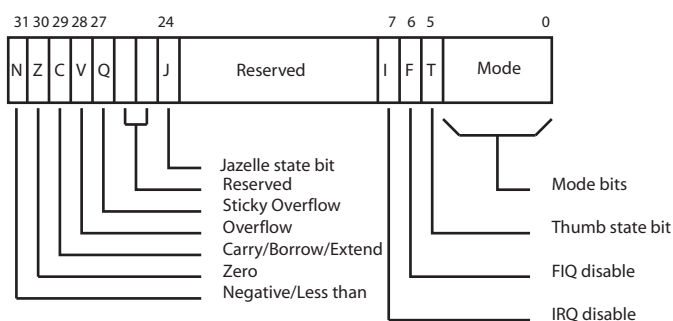 31 30 29 28 27 24 7 6 5 0
N Z C V Q J Reserved I F T Mode
Jazelle state bit
Reserved Mode bits
Sticky Overflow
Overflow Thumb state bit
Carry/Borrow/Extend
Zero FIQ disable
Negative/Less than
IRQ disable